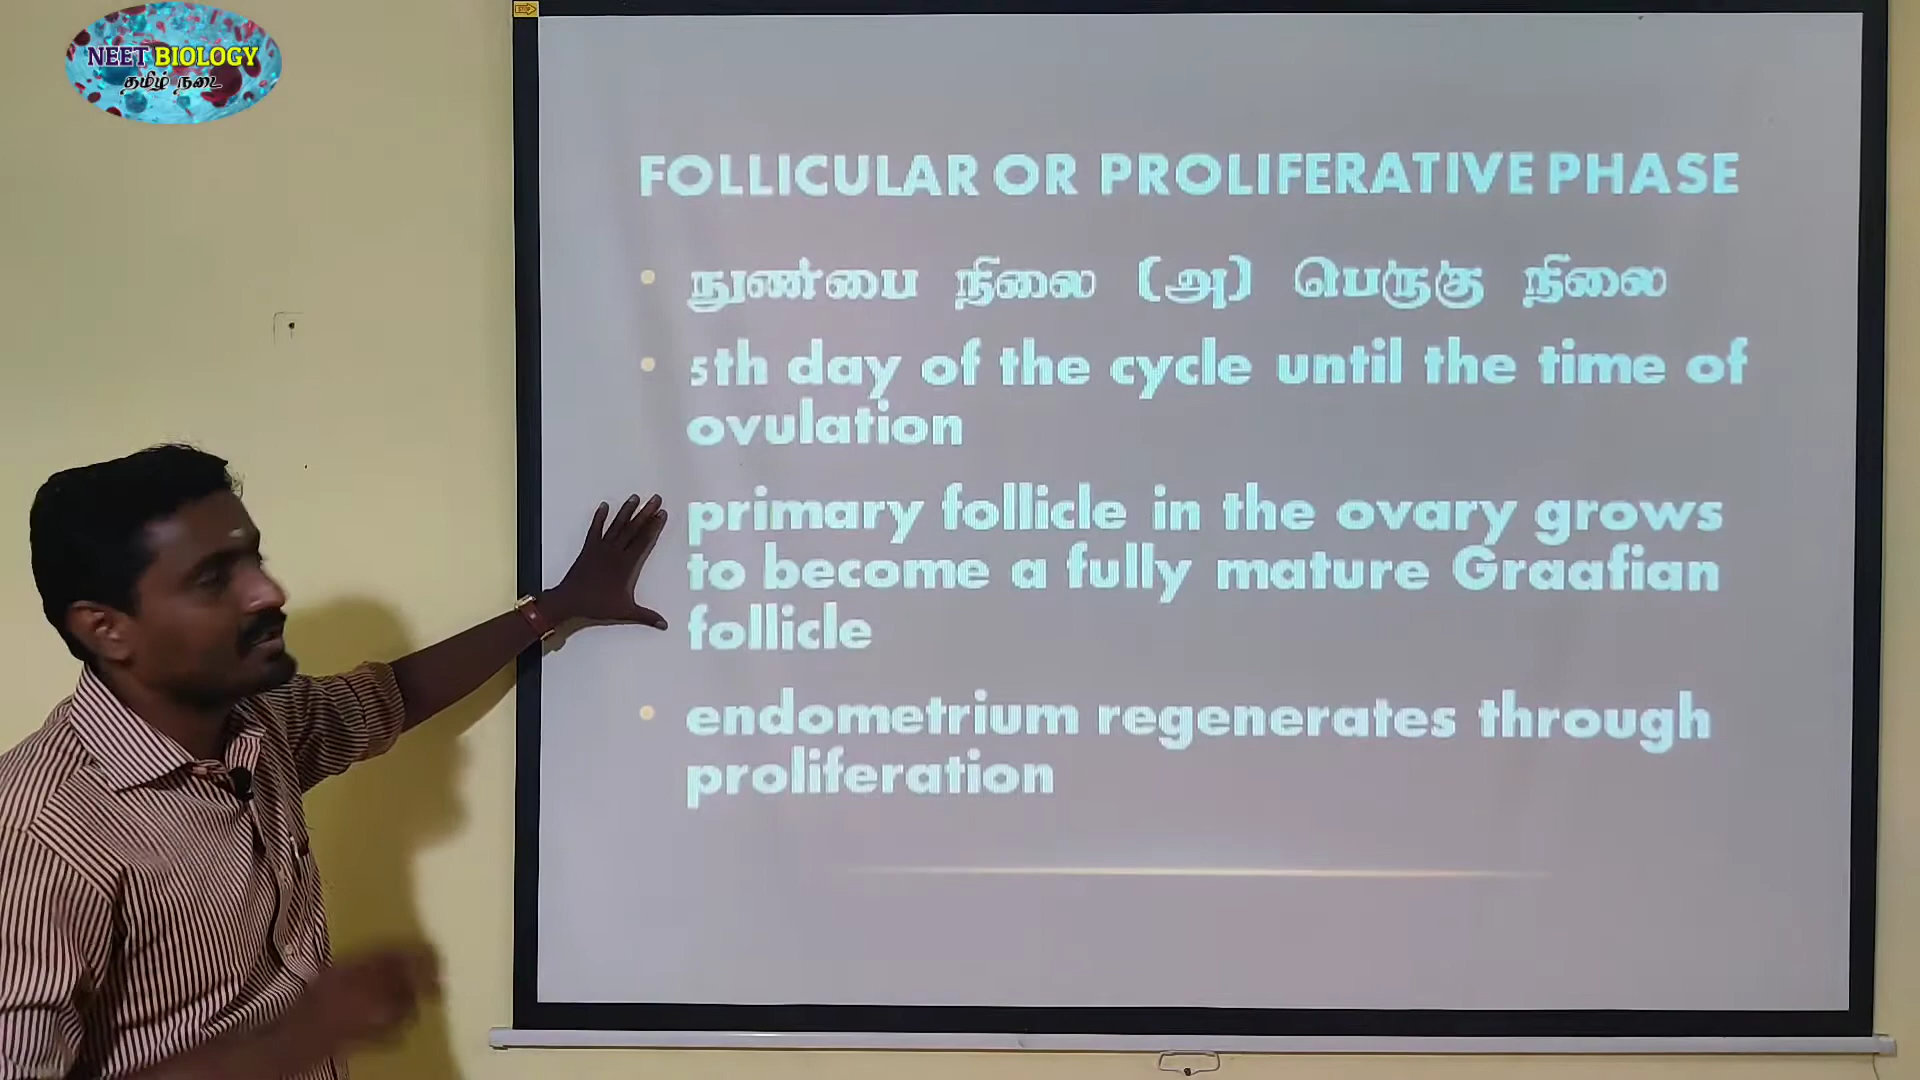 NEET BIOLOGY
தமிழ் நடை
STOP
FOLLICULAR OR PROLIFERATIVE PHASE
நுண்பை நிலை (அ) பெருகு நிலை
5th day of the cycle until the time of
ovulation
primary follicle in the ovary grows
to become a fully mature Graafian
follicle
endometrium regenerates through
proliferation